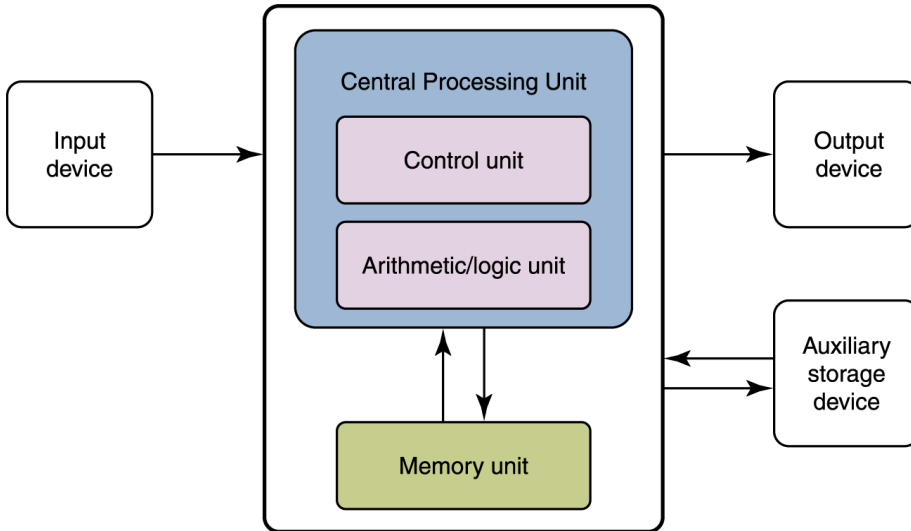 Central Processing Unit
Input
device
Control unit
Output
device
Arithmetic/logic unit
Auxiliary
storage
device
Memory unit